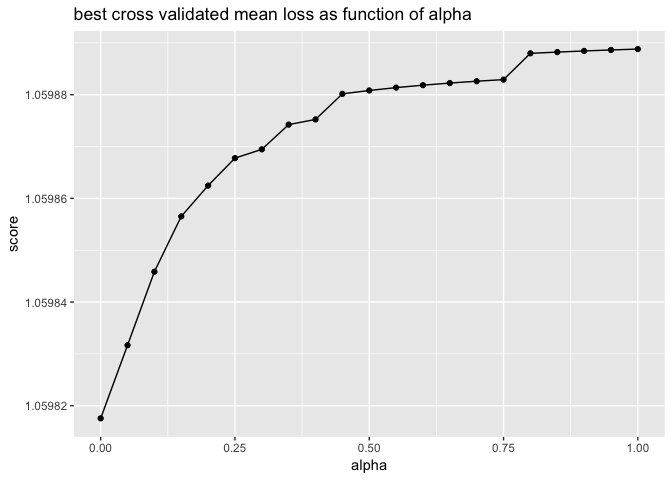 best cross validated mean loss as function of alpha
score
1.05988
1.05986
1.05984
1.05982
0.00 0.25 0.50 0.75 1.00
alpha